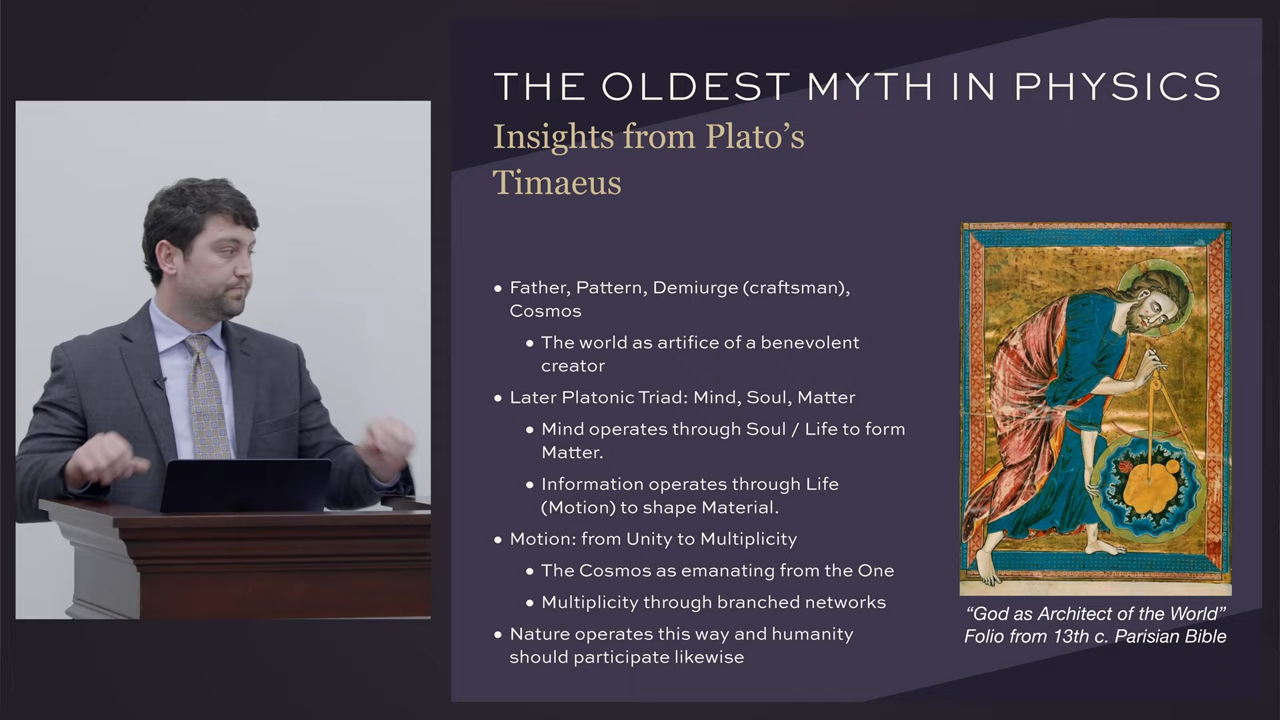 THE OLDEST MYTH IN PHYSICS
Insights from Plato's
Timaeus
• Father, Pattern, Demiurge (craftsman),
Cosmos
• The world as artifice of a benevolent
creator
• Later Platonic Triad: Mind, Soul, Matter
• Mind operates through Soul / Life to form
Matter.
• Information operates through Life
(Motion) to shape Material.
• Motion: from Unity to Multiplicity
• The Cosmos as emanating from the One
• Multiplicity through branched networks
• Nature operates this way and humanity
should participate likewise
“God as Architect of the World”
Folio from 13th c. Parisian Bible